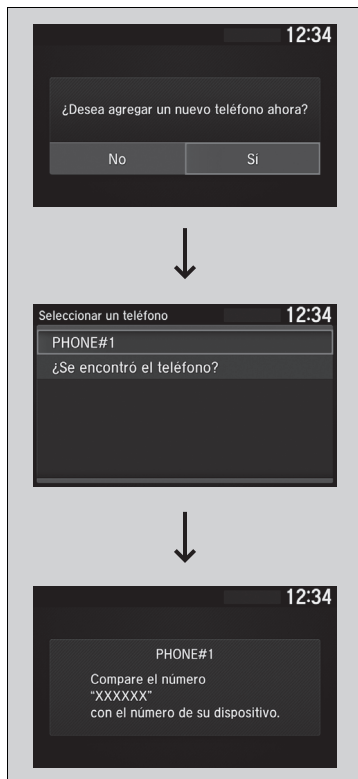 12:34
¿Desea agregar un nuevo teléfono ahora?
No
Si
Seleccionar un teléfono
12:34
PHONE#1
¿Se encontró el teléfono?
12:34
PHONE#1
Compare el número
“XXXXXX”
con el número de su dispositivo.